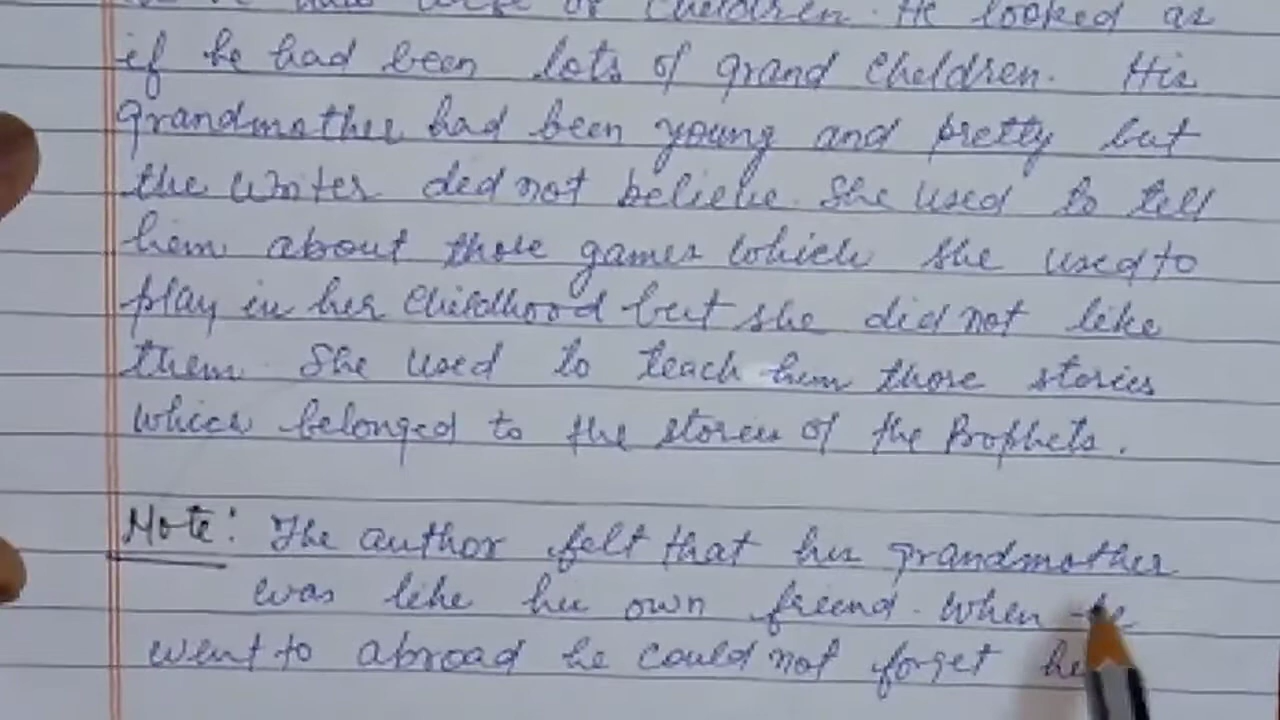 children. He looked as
if he had been lots of grand children. His
grandmother had been young and pretty but
the writer did not believe. She used to tell
him about those games which she used to
play in her childhood but she did not like
them. She used to teach him those stories
which belonged to the stories of the Prophets.
Note: The author felt that his grandmother
was like his own friend. When he
went to abroad he could not forget